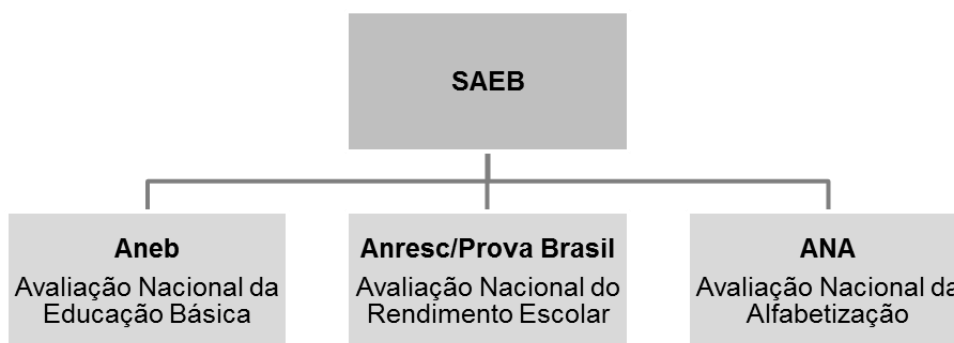 SAEB
Aneb
Avaliação Nacional da
Educação Básica
Anresc/Prova Brasil
Avaliação Nacional do
Rendimento Escolar
ANA
Avaliação Nacional da
Alfabetização